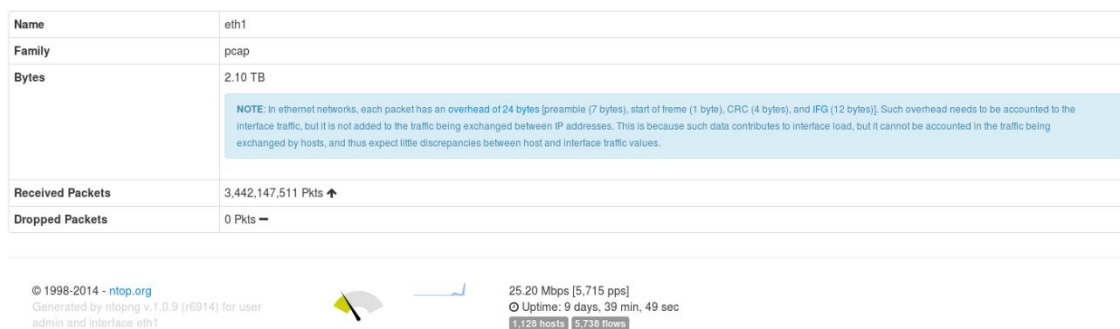 Name eth1
Family pcap
Bytes 2.10 TB
NOTE: In ethernet networks, each packet has an overhead of 24 bytes [preamble (7 bytes), start of freme (1 byte), CRC (4 bytes), and IFG (12 bytes)]. Such overhead needs to be accounted to the
interface traffic, but it is not added to the traffic being exchanged between IP addresses. This is because such data contributes to interface load, but it cannot be accounted in the traffic being
exchanged by hosts, and thus expect little discrepancies between host and interface traffic values.
Received Packets 3,442,147,511 Pkts
Dropped Packets 0 Pkts
© 1998-2014 - ntop.org
Generated by ntopng v.1.0.9 (r6914) for user
admin and interface eth1
25.20 Mbps [5,715 pps]
Uptime: 9 days, 39 min, 49 sec
1,128 hosts 5,738 flows